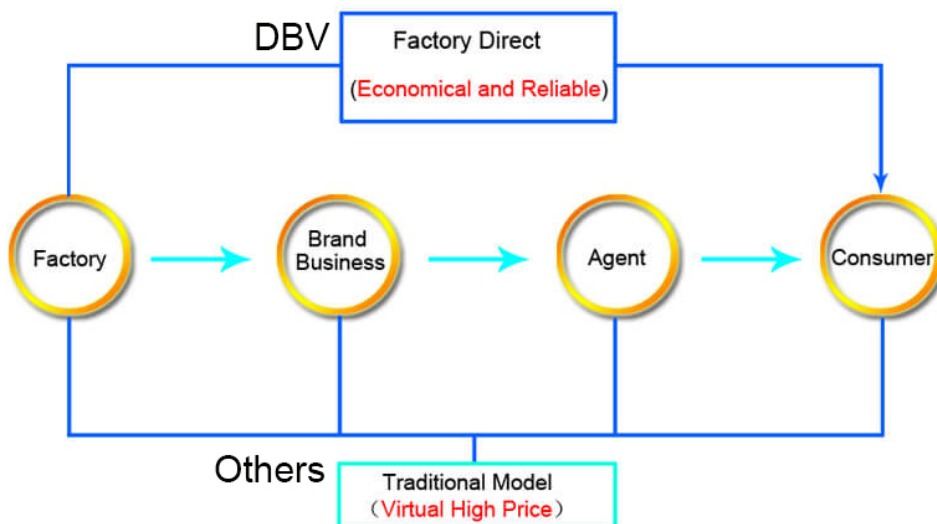 DBV
Factory Direct
(Economical and Reliable)
Factory
Brand
Business
Agent
Consumer
Others
Traditional Model
（Virtual High Price）